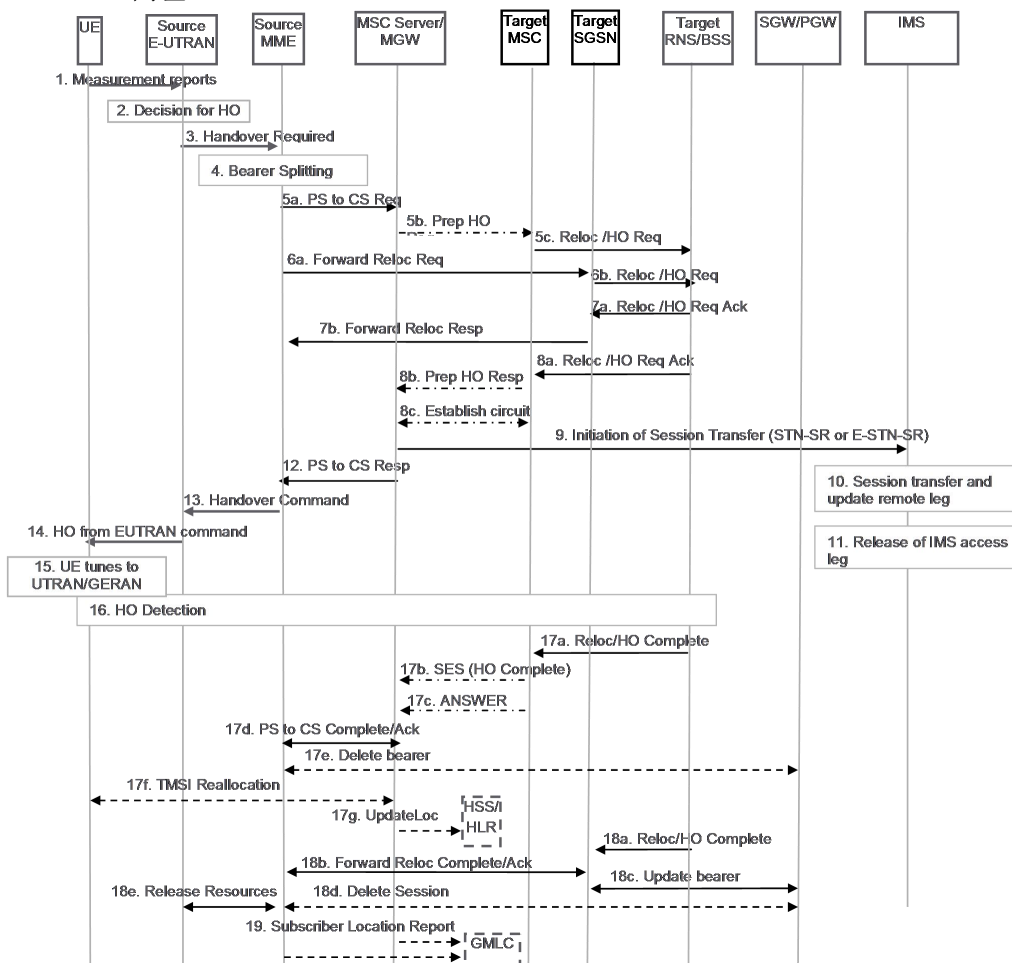 UE
Source
E-UTRAN
Source
MME
MSC Server/
MGW
Target
MSC
Target
SGSN
Target
RNS/BSS
SGW/PGW
IMS
1. Measurement reports
2. Decision for HO
3. Handover Required
4. Bearer Splitting
5a. PS to CS Req
5b. Prep HO
5c. Reloc /HO Req
6a. Forward Reloc Req
6b. Reloc /HO Req
7a. Reloc /HO Req Ack
7b. Forward Reloc Resp
8a. Reloc /HO Req Ack
8b. Prep HO Resp
8c. Establish circuit
9. Initiation of Session Transfer (STN-SR or E-STN-SR)
12. PS to CS Resp
10. Session transfer and
update remote leg
13. Handover Command
14. HO from EUTRAN command
11. Release of IMS access
leg
15. UE tunes to
UTRAN/GERAN
16. HO Detection
17a. Reloc/HO Complete
17b. SES (HO Complete)
17c. ANSWER
17d. PS to CS Complete/Ack
17e. Delete bearer
17f. TMSI Reallocation
17g. UpdateLoc
HSS/
HLR
18a. Reloc/HO Complete
18b. Forward Reloc Complete/Ack
18c. Update bearer
18e. Release Resources
18d. Delete Session
19. Subscriber Location Report
GMLC